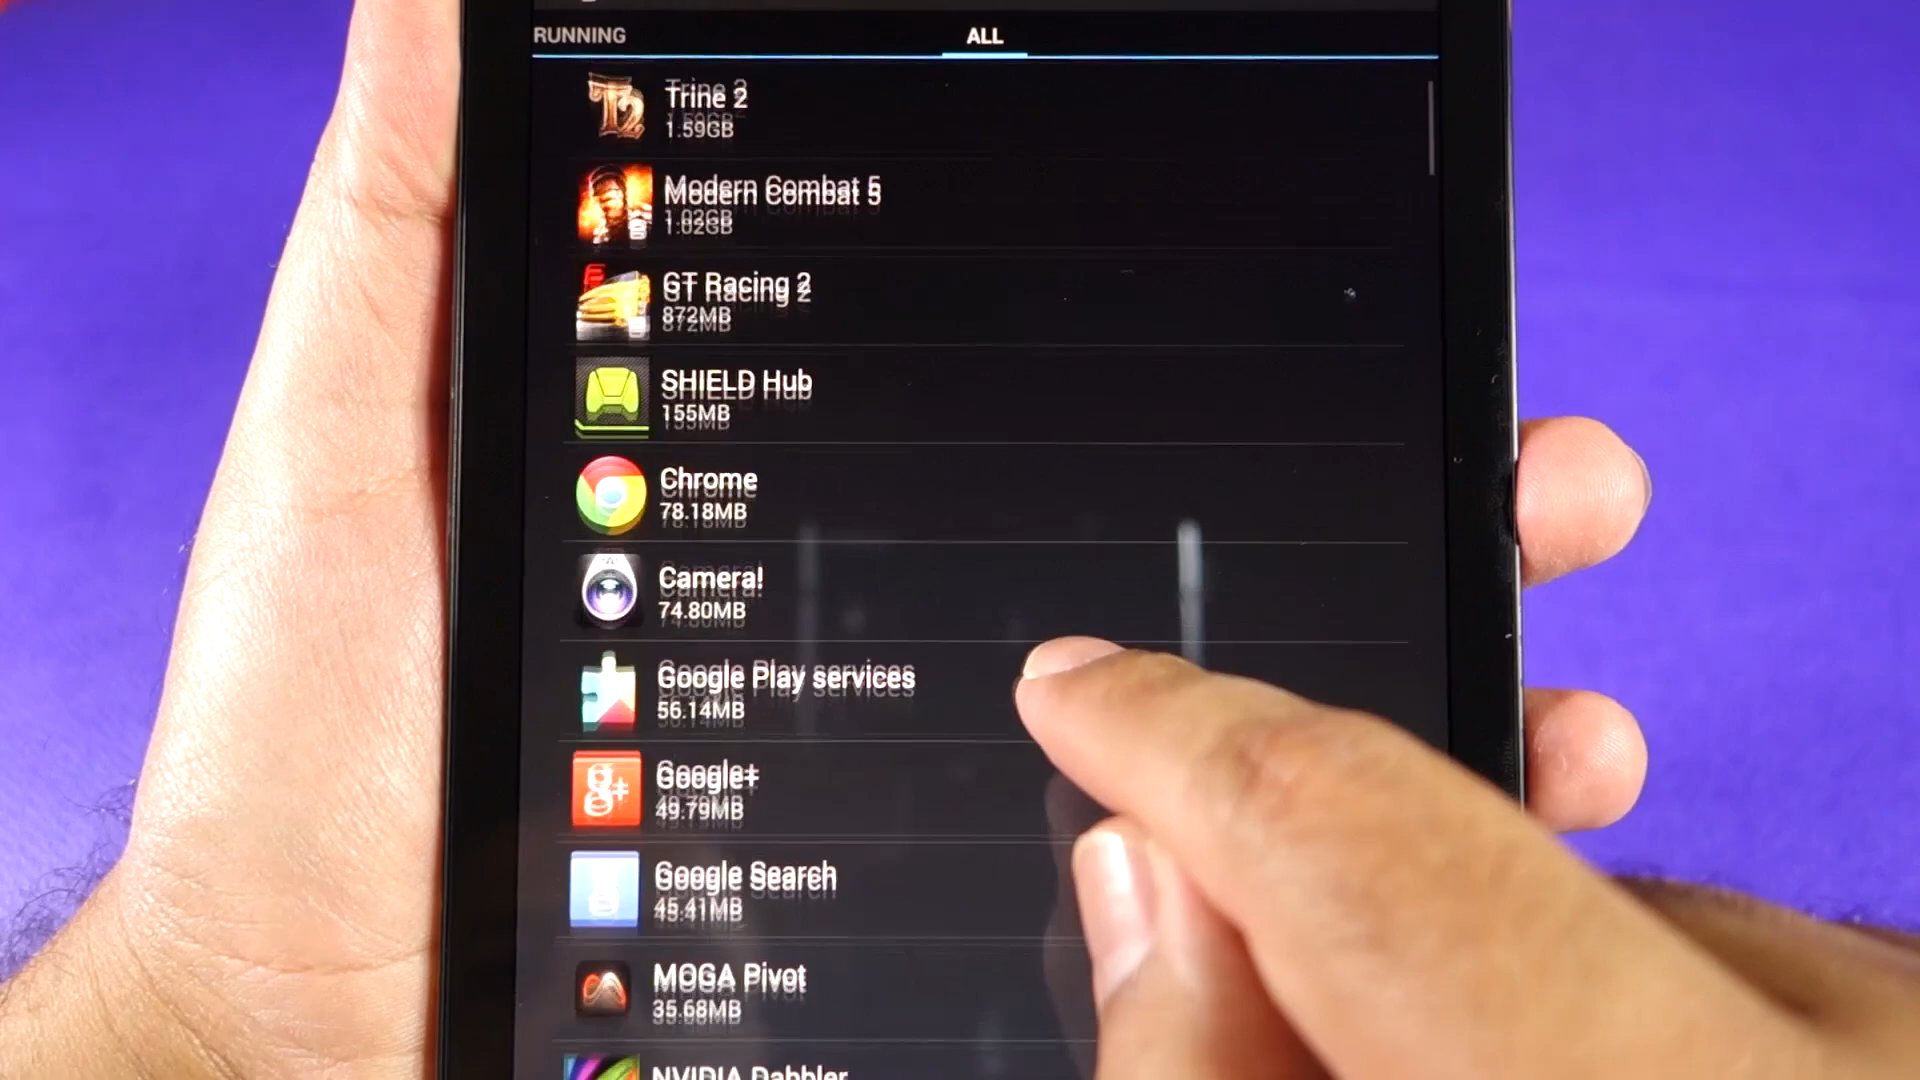 RUNNING
ALL
Trine 2
1.59GB
Modern Combat 5
1.02GB
GT Racing 2
872MB
SHIELD Hub
155MB
Chrome
78.18MB
Camera!
74.80MB
Google Play services
56.14MB
Google+
49.79MB
Google Search
45.41MB
MOGA Pivot
35.68MB
NVIDIA Dabbler